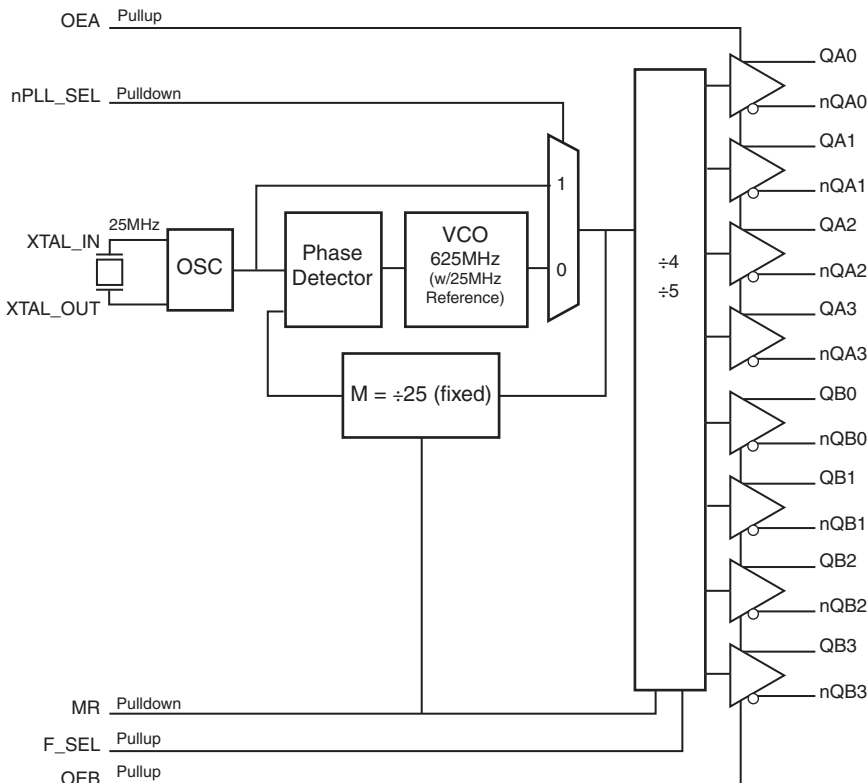 OEA Pullup
nPLL_SEL Pulldown
XTAL_IN
25MHz
XTAL_OUT
OSC
Phase
Detector
VCO
625MHz
(w/25MHz
Reference)
1
0
M = ÷25 (fixed)
÷4
÷5
QA0
nQA0
QA1
nQA1
QA2
nQA2
QA3
nQA3
QB0
nQB0
QB1
nQB1
QB2
nQB2
QB3
nQB3
MR Pulldown
F_SEL Pullup
OEB Pullup